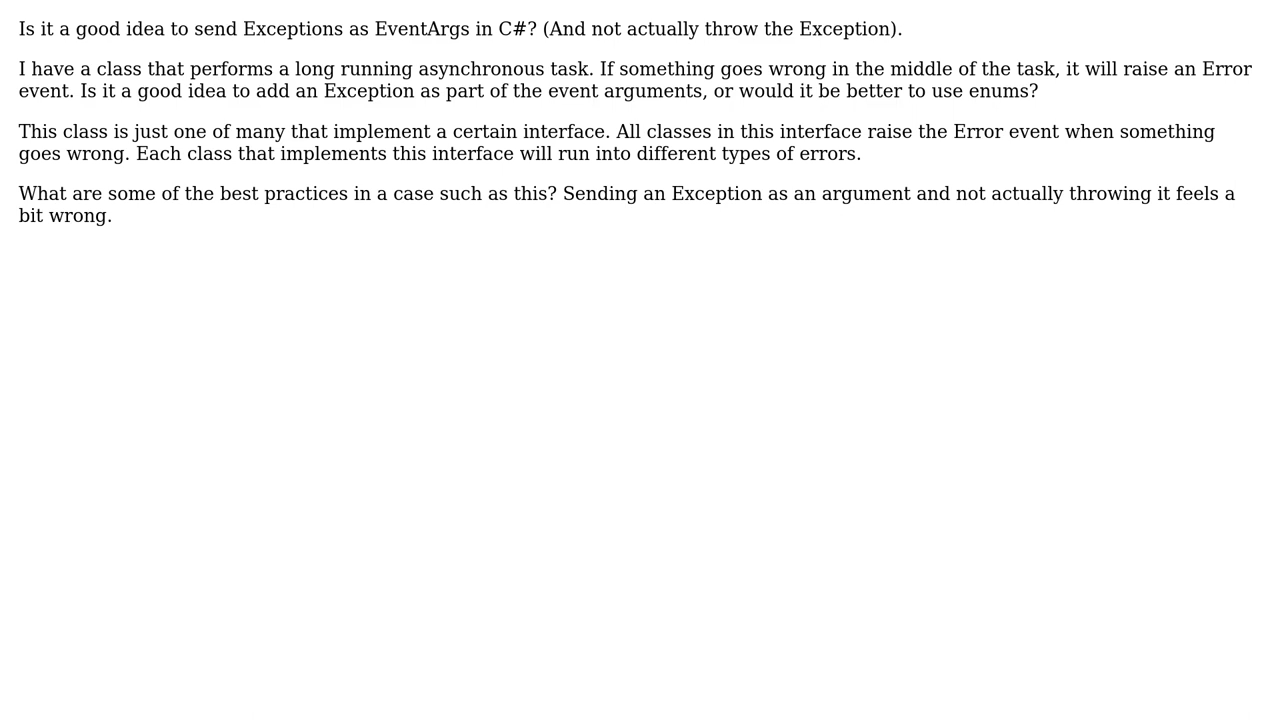 Is it a good idea to send Exceptions as EventArgs in C#? (And not actually throw the Exception).
I have a class that performs a long running asynchronous task. If something goes wrong in the middle of the task, it will raise an Error
event. Is it a good idea to add an Exception as part of the event arguments, or would it be better to use enums?
This class is just one of many that implement a certain interface. All classes in this interface raise the Error event when something
goes wrong. Each class that implements this interface will run into different types of errors.
What are some of the best practices in a case such as this? Sending an Exception as an argument and not actually throwing it feels a
bit wrong.